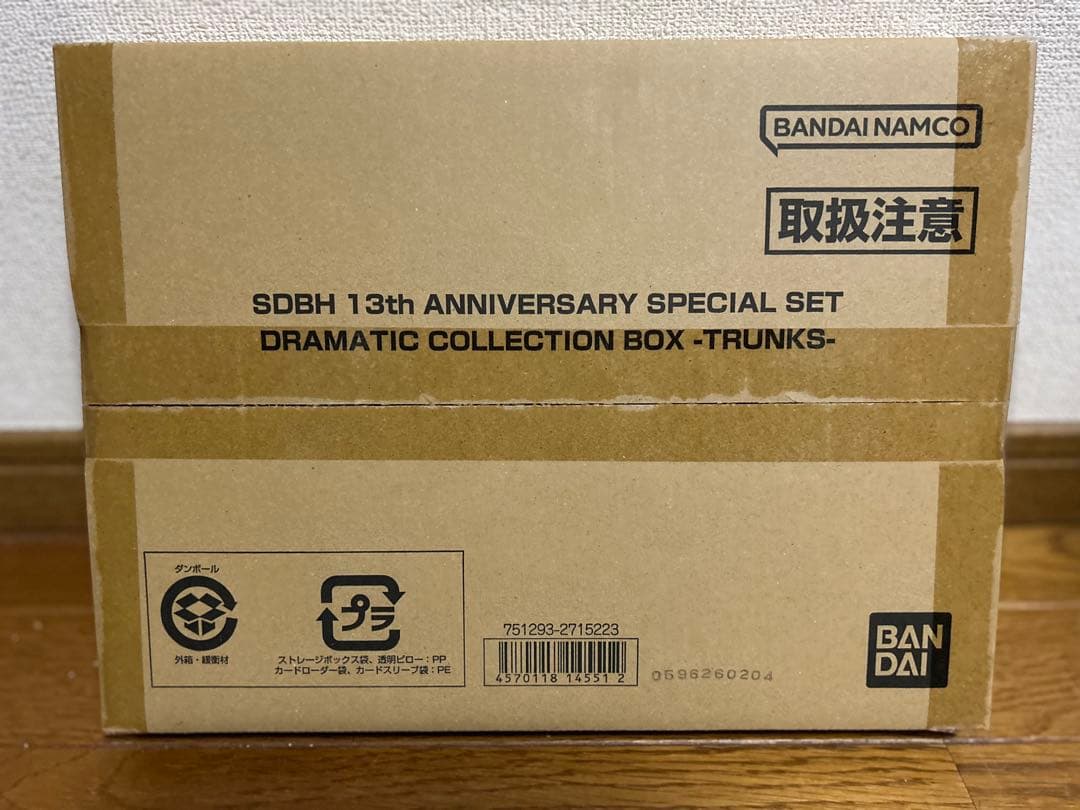 BANDAI NAMCO
取扱注意
SDBH 13th ANNIVERSARY SPECIAL SET
DRAMATIC COLLECTION BOX -TRUNKS-
ダンボール
外箱・緩衝材
プラ
ストレージボックス袋、透明ピロー：PP
カードローダー袋、カードスリーブ袋：PE
751293-2715223
4570118 14551 2
0596260204
BAN
DAI